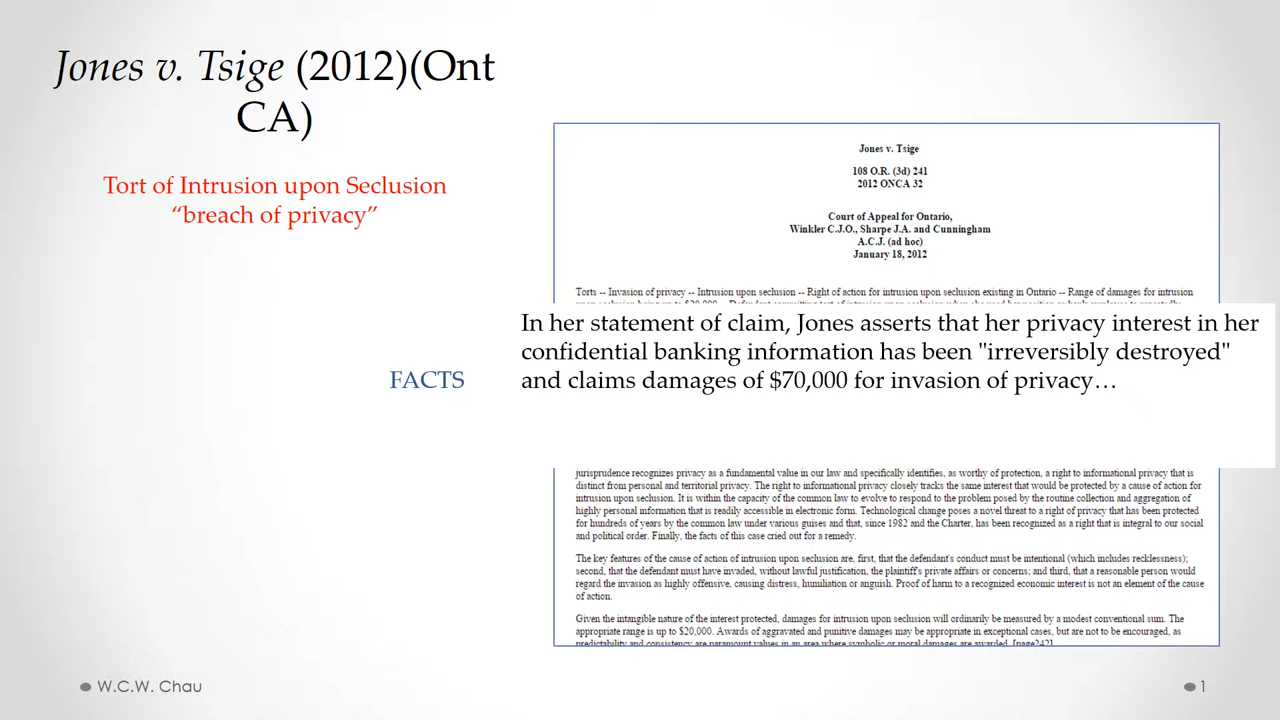 Jones v. Tsige (2012)(Ont
CA)
Tort of Intrusion upon Seclusion
“breach of privacy”
Jones v. Tsige
108 O.R. (3d) 241
2012 ONCA 32
Court of Appeal for Ontario,
Winkler C.J.O., Sharpe J.A. and Cunningham
A.C.J. (ad hoc)
January 18, 2012
Torts -- Invasion of privacy -- Intrusion upon seclusion -- Right of action for intrusion upon seclusion existing in Ontario -- Range of damages for intrusion
FACTS
In her statement of claim, Jones asserts that her privacy interest in her
confidential banking information has been "irreversibly destroyed"
and claims damages of $70,000 for invasion of privacy…
jurisprudence recognizes privacy as a fundamental value in our law and specifically identifies, as worthy of protection, a right to informational privacy that is
distinct from personal and territorial privacy. The right to informational privacy closely tracks the same interest that would be protected by a cause of action for
intrusion upon seclusion. It is within the capacity of the common law to evolve to respond to the problem posed by the routine collection and aggregation of
highly personal information that is readily accessible in electronic form. Technological change poses a novel threat to a right of privacy that has been protected
for hundreds of years by the common law under various guises and that, since 1982 and the Charter, has been recognized as a right that is integral to our social
and political order. Finally, the facts of this case cried out for a remedy.
The key features of the cause of action of intrusion upon seclusion are, first, that the defendant's conduct must be intentional (which includes recklessness);
second, that the defendant must have invaded, without lawful justification, the plaintiff's private affairs or concerns; and third, that a reasonable person would
regard the invasion as highly offensive, causing distress, humiliation or anguish. Proof of harm to a recognized economic interest is not an element of the cause
of action.
Given the intangible nature of the interest protected, damages for intrusion upon seclusion will ordinarily be measured by a modest conventional sum. The
appropriate range is up to $20,000. Awards of aggravated and punitive damages may be appropriate in exceptional cases, but are not to be encouraged, as
predictability and consistency are paramount values in an area where symbolic or moral damages are awarded. [page242]
W.C.W. Chau
1